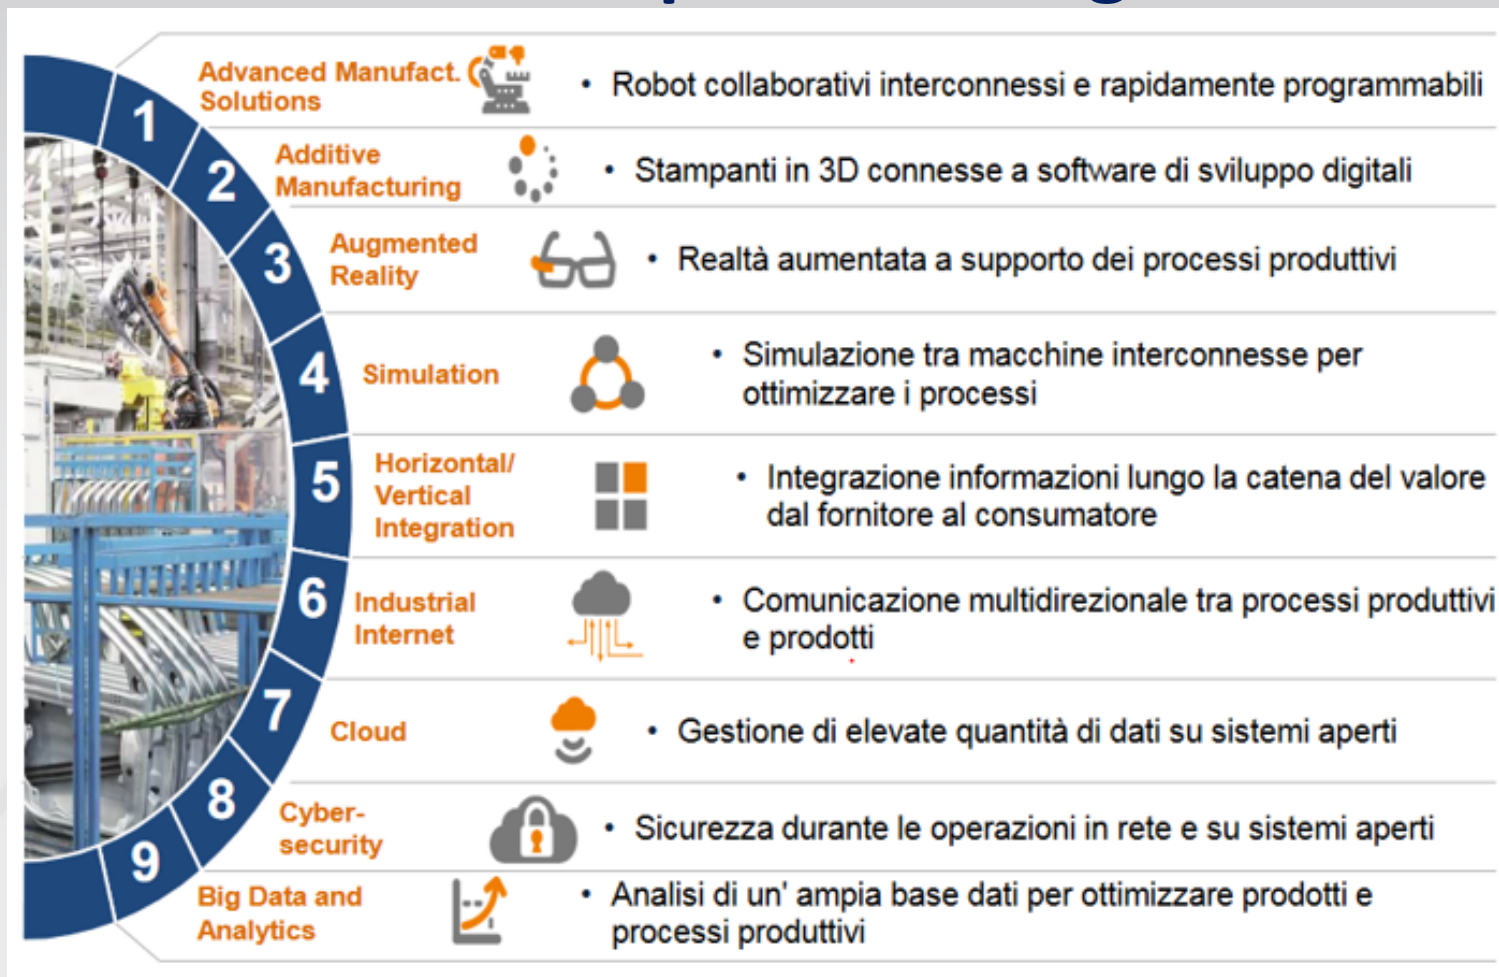 1
Advanced Manufact.
Solutions
• Robot collaborativi interconnessi e rapidamente programmabili
2
Additive
Manufacturing
• Stampanti in 3D connesse a software di sviluppo digitali
3
Augmented
Reality
• Realtà aumentata a supporto dei processi produttivi
4
Simulation
• Simulazione tra macchine interconnesse per
ottimizzare i processi
5
Horizontal/
Vertical
Integration
• Integrazione informazioni lungo la catena del valore
dal fornitore al consumatore
6
Industrial
Internet
• Comunicazione multidirezionale tra processi produttivi
e prodotti
7
Cloud
• Gestione di elevate quantità di dati su sistemi aperti
8
Cyber-
security
• Sicurezza durante le operazioni in rete e su sistemi aperti
9
Big Data and
Analytics
• Analisi di un' ampia base dati per ottimizzare prodotti e
processi produttivi